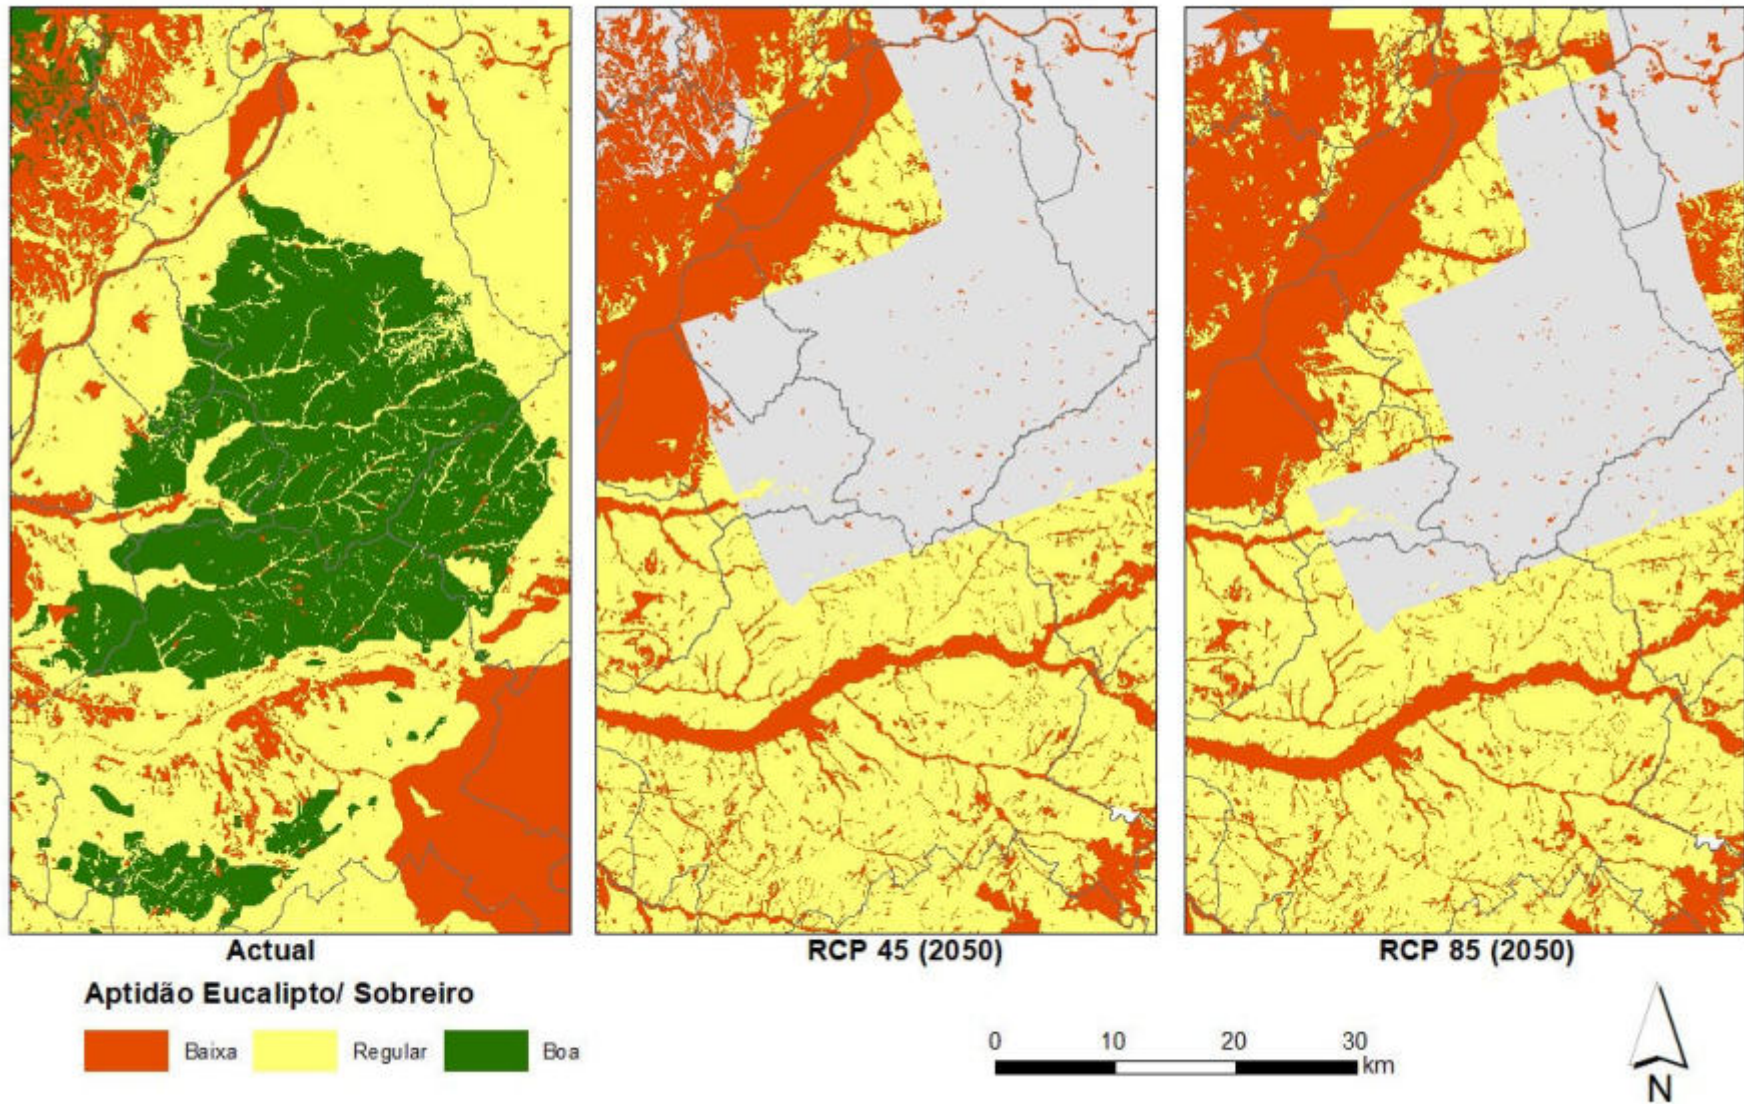 Actual
RCP 45 (2050)
RCP 85 (2050)
Aptidão Eucalipto/ Sobreiro
Baixa
Regular
Boa
0 10 20 30
km
N